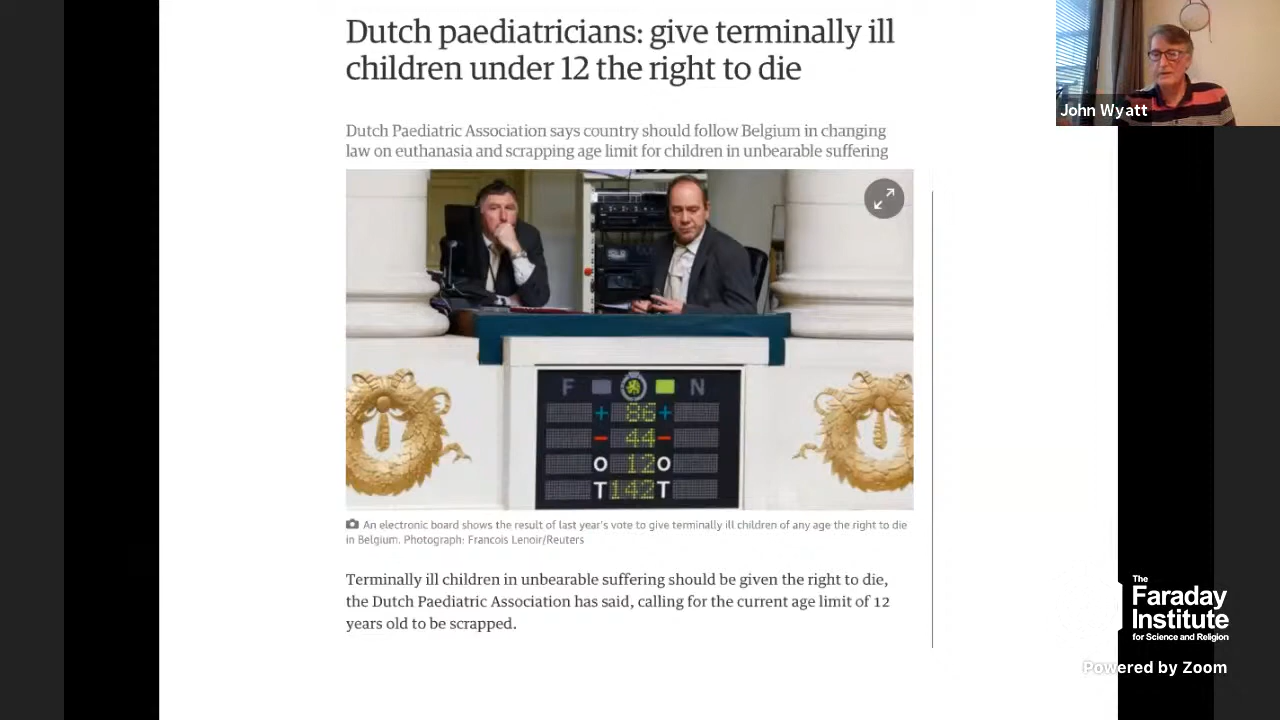 Dutch paediatricians: give terminally ill
children under 12 the right to die
John Wyatt
Dutch Paediatric Association says country should follow Belgium in changing
law on euthanasia and scrapping age limit for children in unbearable suffering
F N
+ 86 +
- 44 -
O 12 O
T 142 T
An electronic board shows the result of last year's vote to give terminally ill children of any age the right to die
in Belgium. Photograph: Francois Lenoir/Reuters
Terminally ill children in unbearable suffering should be given the right to die,
the Dutch Paediatric Association has said, calling for the current age limit of 12
years old to be scrapped.
The
Faraday
Institute
for Science and Religion
Powered by Zoom